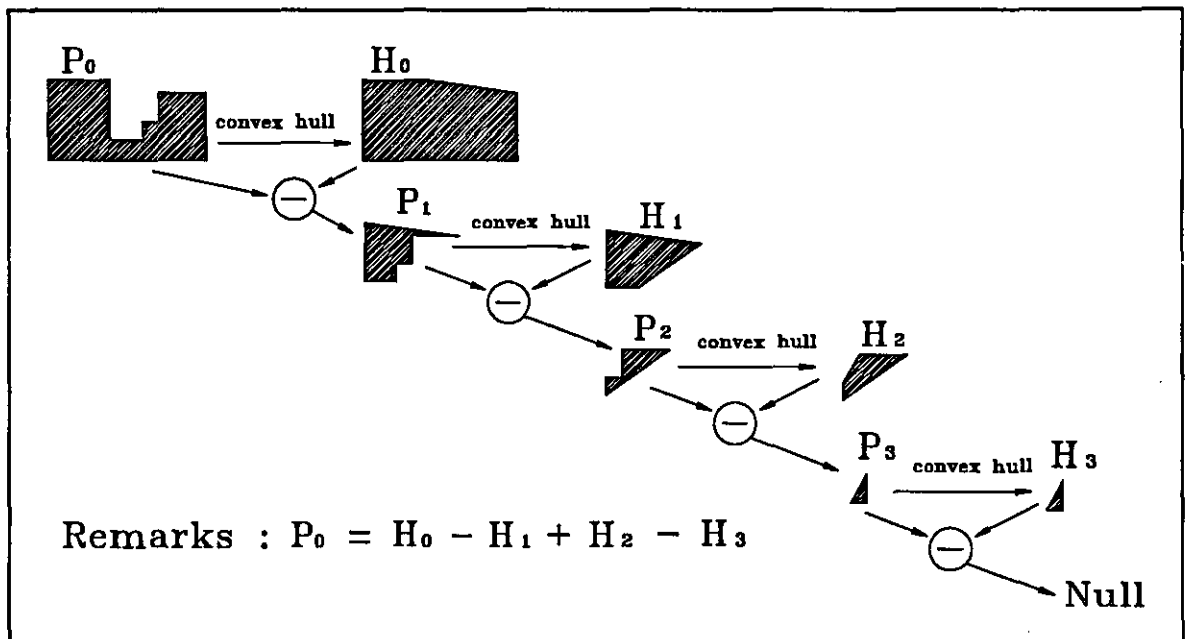 P₀ H₀
convex hull
−
P₁ convex hull H₁
−
P₂ convex hull H₂
−
P₃ convex hull H₃
Remarks : P₀ = H₀ − H₁ + H₂ − H₃
−
Null